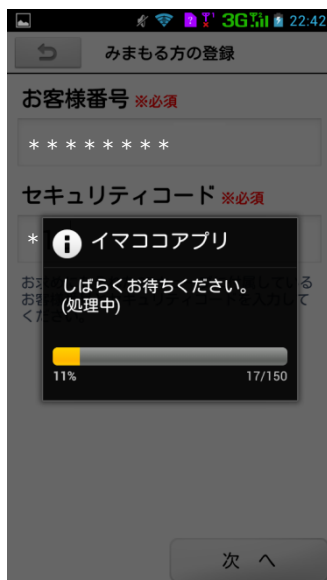 3G 22:42
みまもる方の登録
お客様番号 ※必須
********
セキュリティコード ※必須
*
イマココアプリ
しばらくお待ちください。
(処理中)
11% 17/150
次 へ